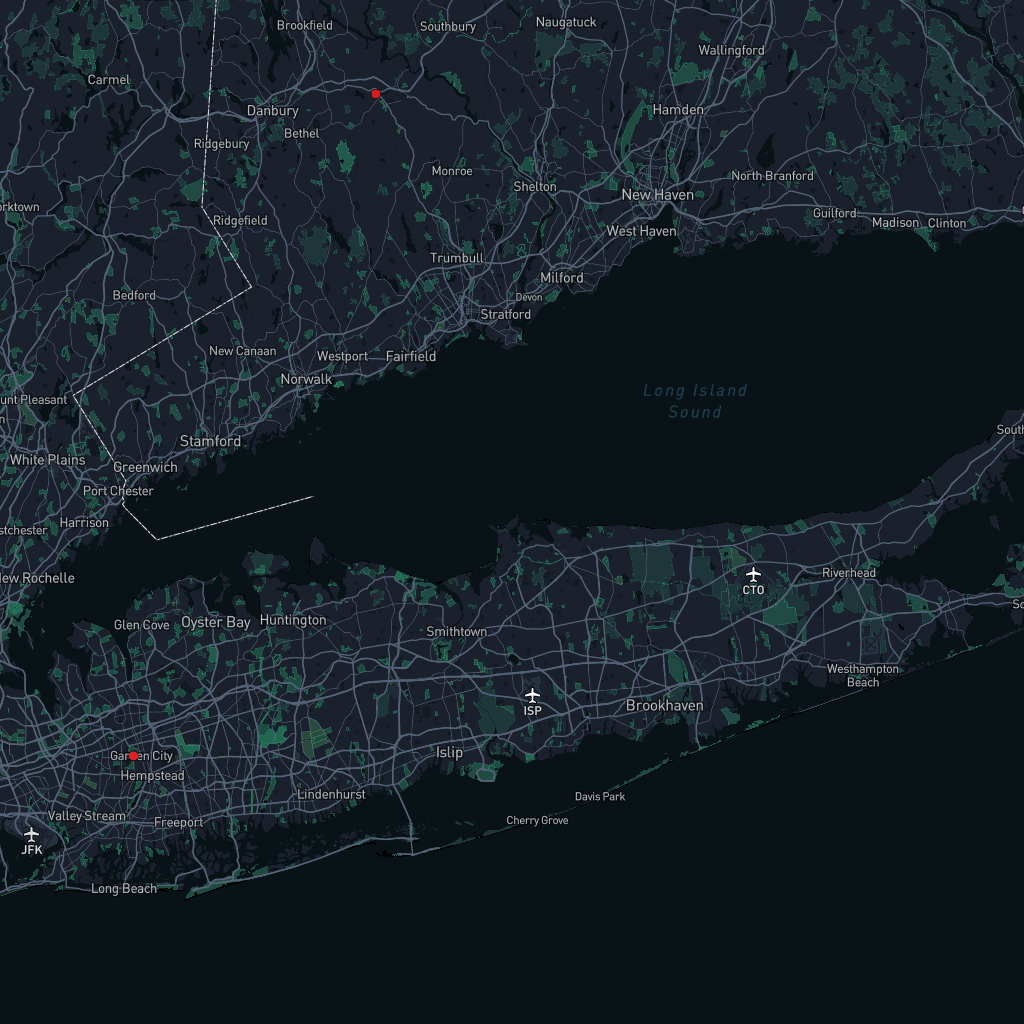 Brookfield
Southbury
Naugatuck
Wallingford
Carmel
Danbury
Hamden
Bethel
Ridgebury
Monroe
Shelton
North Branford
New Haven
orktown
Ridgefield
Guilford
Madison
Clinton
West Haven
Trumbull
Milford
Bedford
Devon
Stratford
New Canaan
Westport
Fairfield
Norwalk
Long Island
Sound
unt Pleasant
n
South
Stamford
White Plains
Greenwich
Port Chester
Harrison
stchester
New Rochelle
CTO
Riverhead
So
Glen Cove
Oyster Bay
Huntington
Smithtown
Westhampton
Beach
ISP
Brookhaven
Garden City
Islip
Hempstead
Lindenhurst
Davis Park
Valley Stream
Freeport
Cherry Grove
JFK
Long Beach